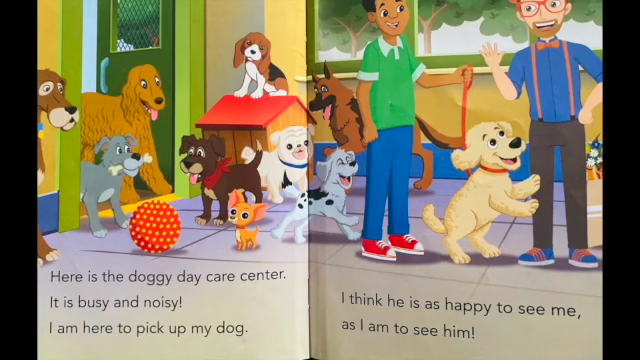 Here is the doggy day care center.
It is busy and noisy!
I am here to pick up my dog.
I think he is as happy to see me,
as I am to see him!